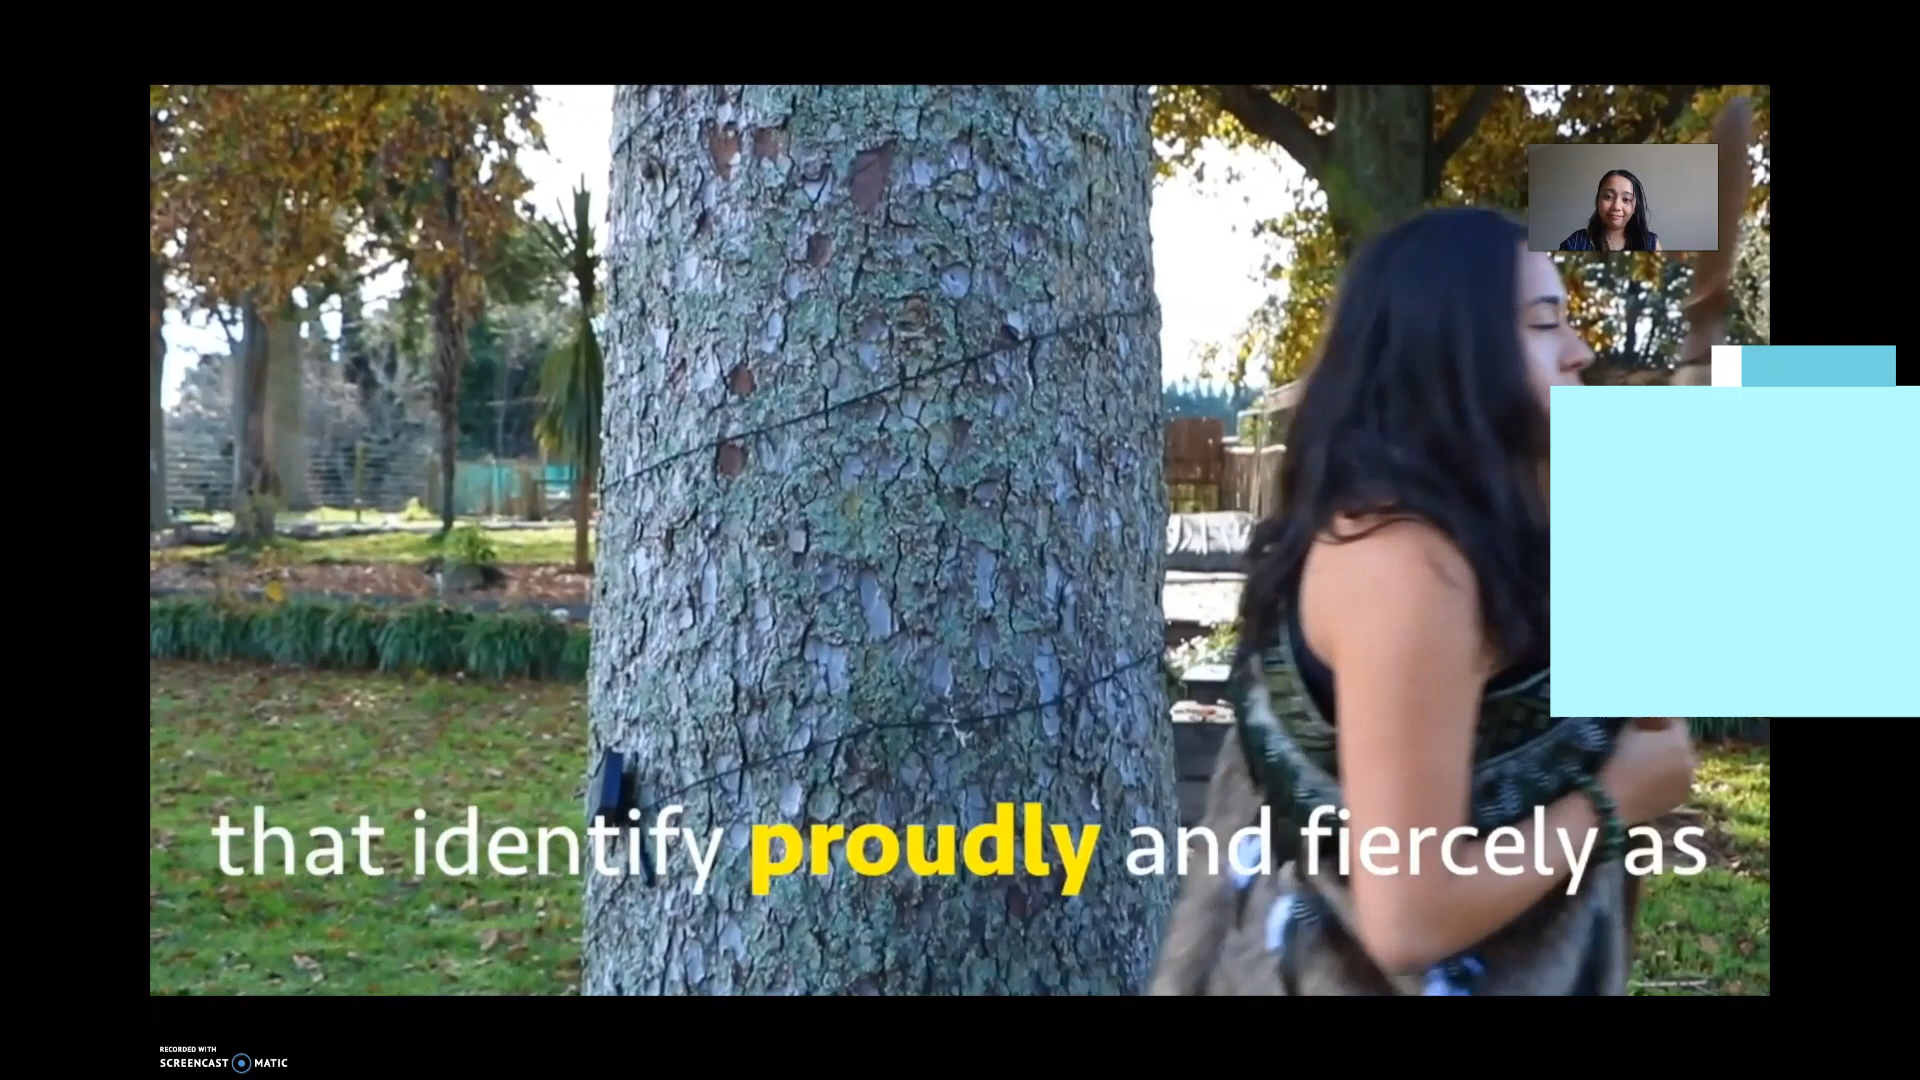 that identify proudly and fiercely as
RECORDED WITH
SCREENCAST MATIC